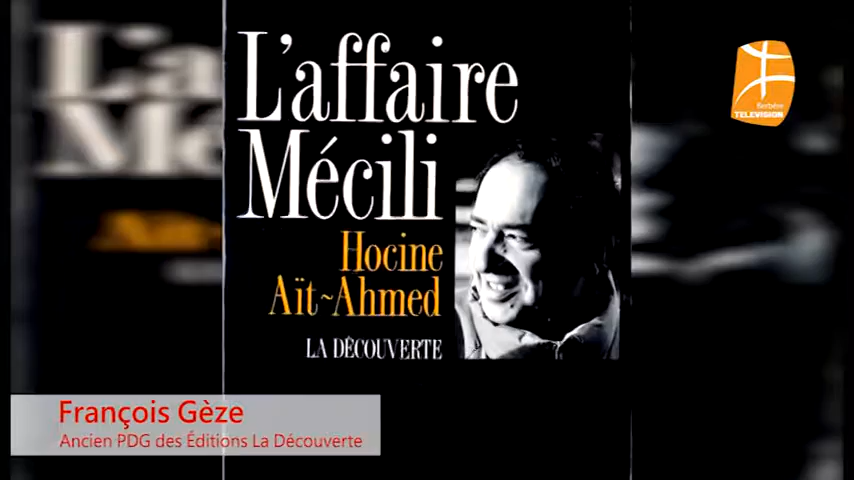 L'affaire
Mécili
Hocine
Aït~Ahmed
LA DÉCOUVERTE
Berbère
TELEVISION
François Gèze
Ancien PDG des Éditions La Découverte